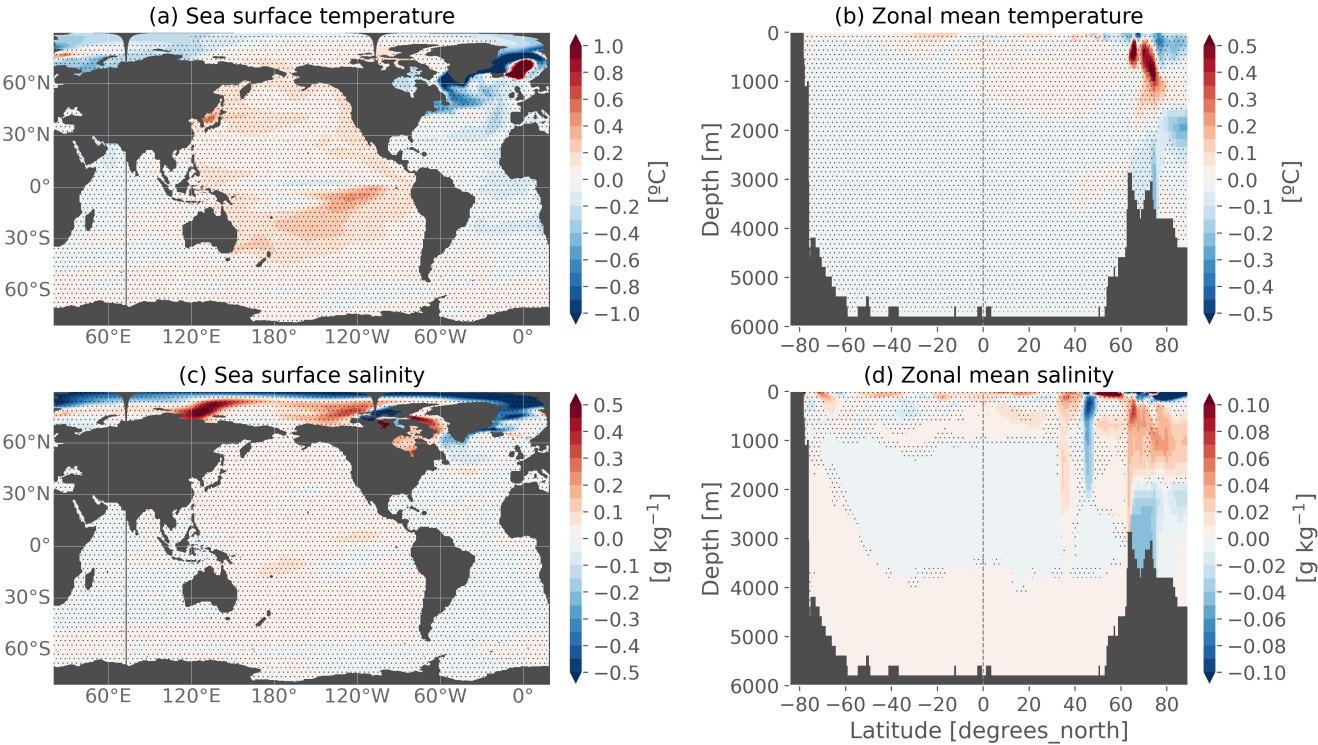 (a) Sea surface temperature
60°N
30°N
0°
30°S
60°S
60°E 120°E 180° 120°W 60°W 0°
1.0
0.8
0.6
0.4
0.2
0.0
−0.2
−0.4
−0.6
−0.8
−1.0
[ºC]
(b) Zonal mean temperature
0
1000
2000
3000
4000
5000
6000
Depth [m]
−80 −60 −40 −20 0 20 40 60 80
0.5
0.4
0.3
0.2
0.1
0.0
−0.1
−0.2
−0.3
−0.4
−0.5
[ºC]
(c) Sea surface salinity
60°N
30°N
0°
30°S
60°S
60°E 120°E 180° 120°W 60°W 0°
0.5
0.4
0.3
0.2
0.1
0.0
−0.1
−0.2
−0.3
−0.4
−0.5
[g kg⁻¹]
(d) Zonal mean salinity
0
1000
2000
3000
4000
5000
6000
Depth [m]
−80 −60 −40 −20 0 20 40 60 80
Latitude [degrees_north]
0.10
0.08
0.06
0.04
0.02
0.00
−0.02
−0.04
−0.06
−0.08
−0.10
[g kg⁻¹]